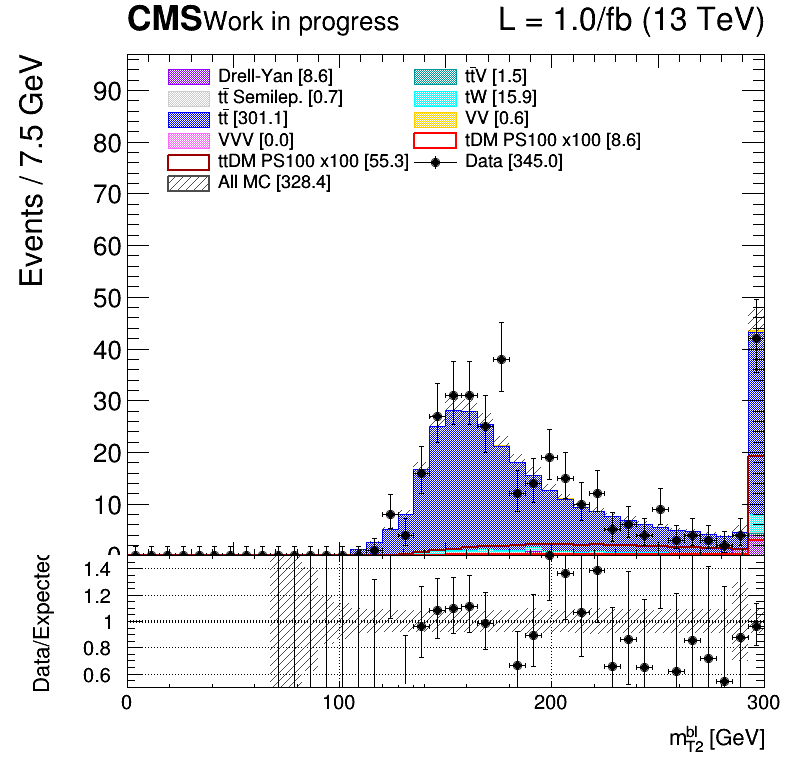 CMS Work in progress L = 1.0/fb (13 TeV)
Events / 7.5 GeV
90
80
70
60
50
40
30
20
10
0
Drell-Yan [8.6] tt̄V [1.5]
tt̄ Semilep. [0.7] tW [15.9]
tt̄ [301.1] VV [0.6]
VVV [0.0] tDM PS100 x100 [8.6]
ttDM PS100 x100 [55.3] Data [345.0]
All MC [328.4]
Data/Expected
1.4
1.2
1
0.8
0.6
0 100 200 300
m_{T2}^{bl} [GeV]